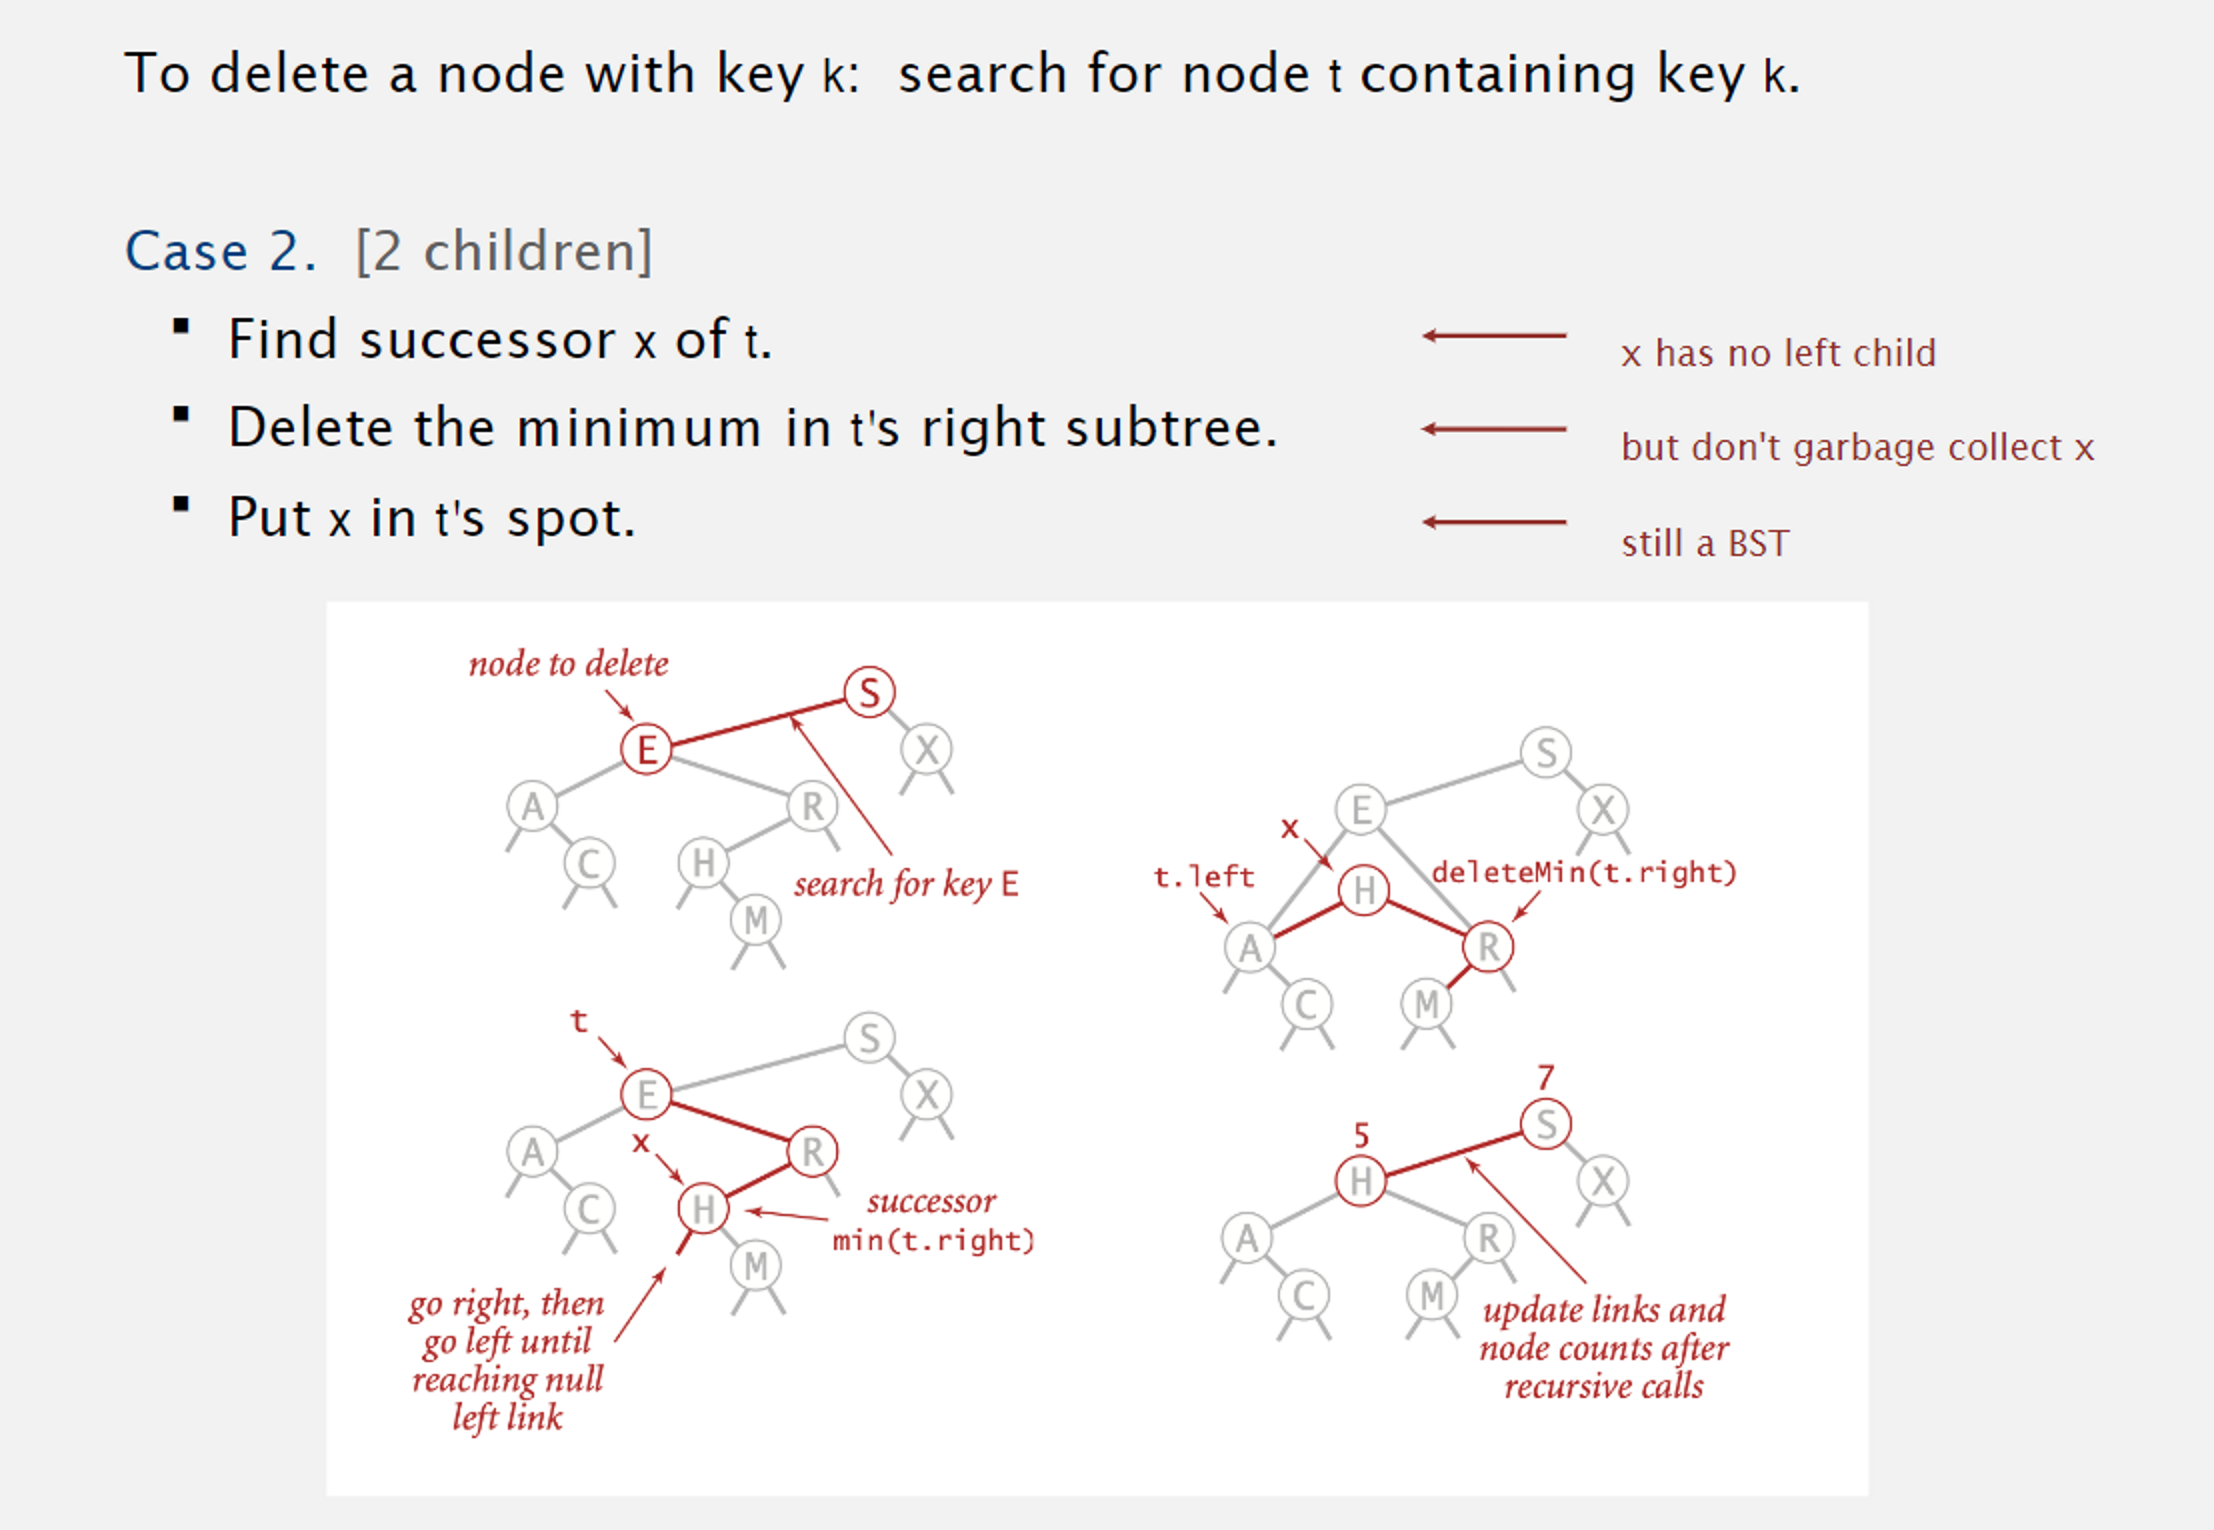 To delete a node with key k: search for node t containing key k.
Case 2. [2 children]
▪ Find successor x of t.
x has no left child
▪ Delete the minimum in t's right subtree.
but don't garbage collect x
▪ Put x in t's spot.
still a BST
node to delete
S
E
X
A
R
C
H
M
search for key E
t
S
E
X
A
x
R
C
H
M
successor
min(t.right)
go right, then
go left until
reaching null
left link
S
E
X
x
t.left
H
deleteMin(t.right)
A
R
C
M
7
S
5
H
X
A
R
C
M
update links and
node counts after
recursive calls